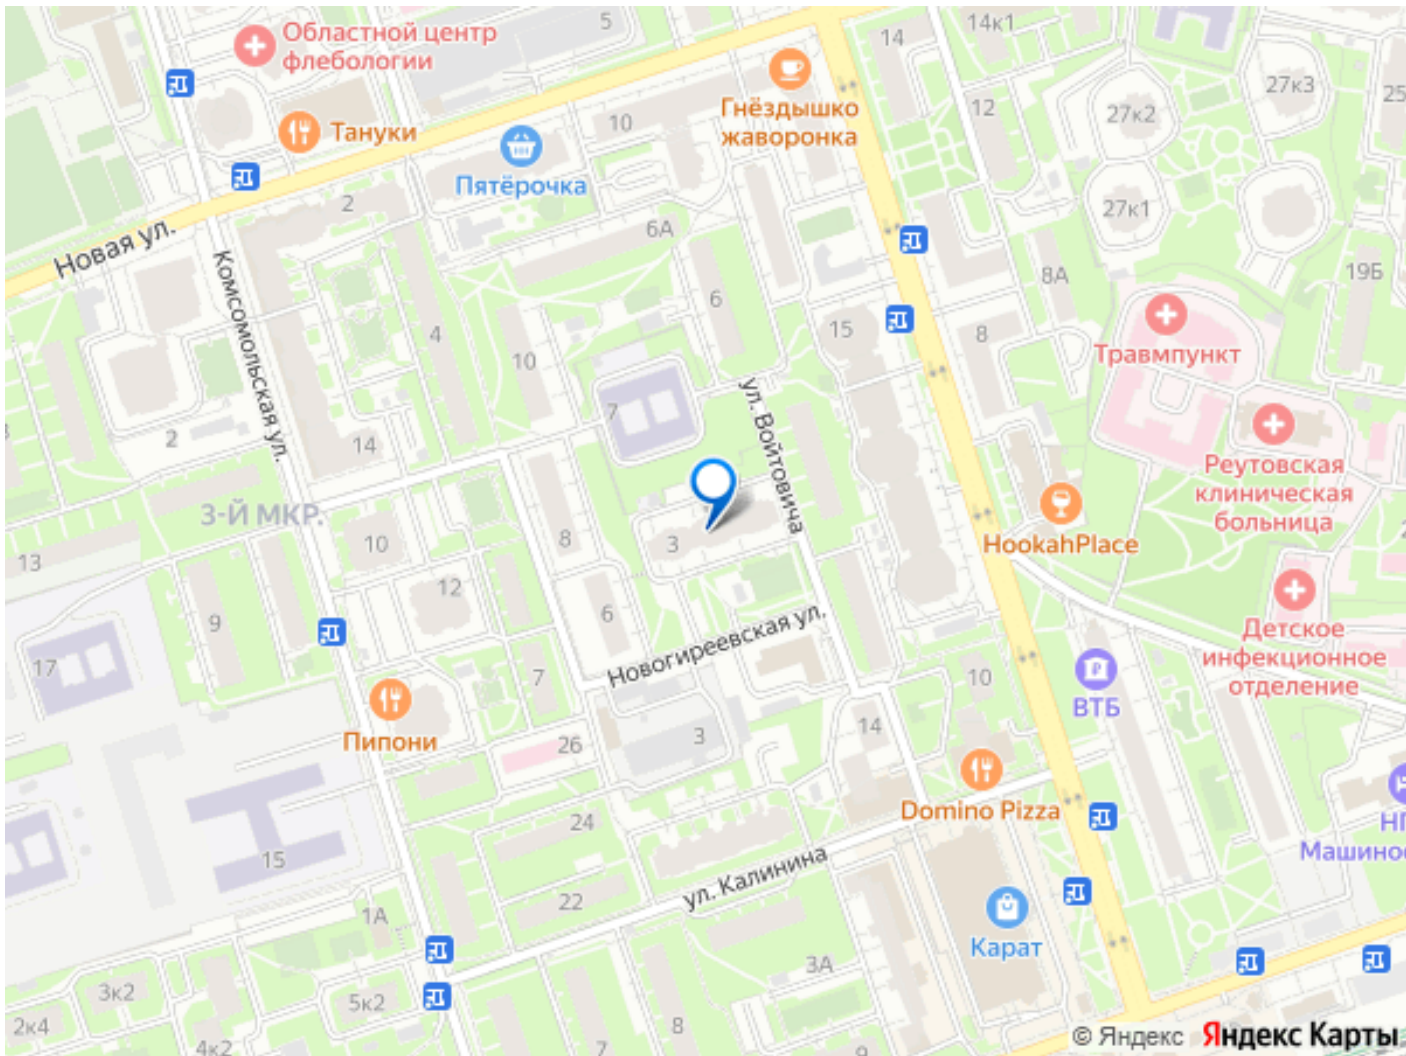 5
14
14к1
Областной центр
флебологии
27к3
25
Гнёздышко
жаворонка
12
27к2
Тануки
10
Пятёрочка
2
27к1
6А
Новая ул.
Комсомольская ул.
8А
19Б
6
4
15
8
Травмпункт
10
7
ул. Войтовича
2
14
Реутовская
клиническая
больница
3-Й МКР.
HookahPlace
10
8
3
13
12
9
6
Новогиреевская ул.
Детское
инфекционное
отделение
17
7
10
ВТБ
Пипони
26
3
14
Domino Pizza
24
НП
Машинос
15
ул. Калинина
22
1А
Карат
3А
3к2
5к2
2к4
8
4к2
7
9
© Яндекс Яндекс Карты